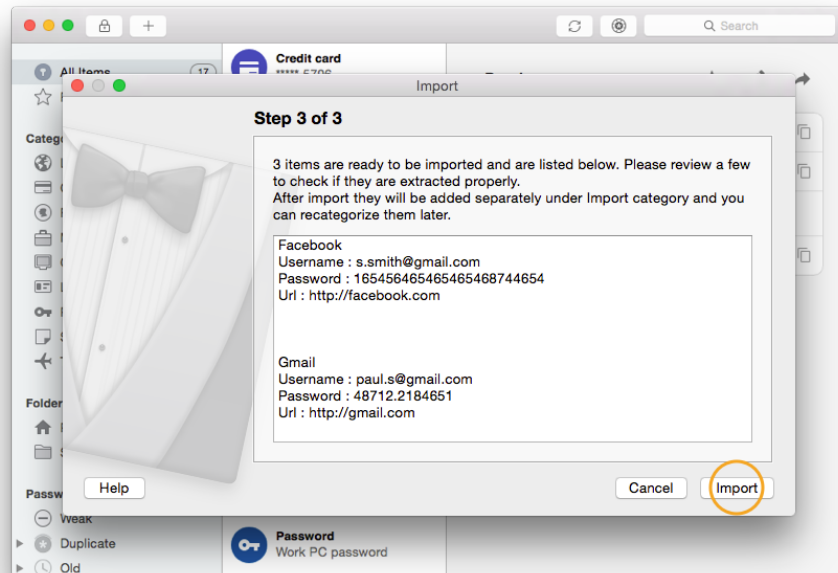 Search
Credit card
***** 5706
All Items
17
Import
Step 3 of 3
3 items are ready to be imported and are listed below. Please review a few
to check if they are extracted properly.
After import they will be added separately under Import category and you
can recategorize them later.
Facebook
Username : s.smith@gmail.com
Password : 165456465465465468744654
Url : http://facebook.com
Gmail
Username : paul.s@gmail.com
Password : 48712.2184651
Url : http://gmail.com
Help
Cancel
Import
Weak
Duplicate
Old
Password
Work PC password